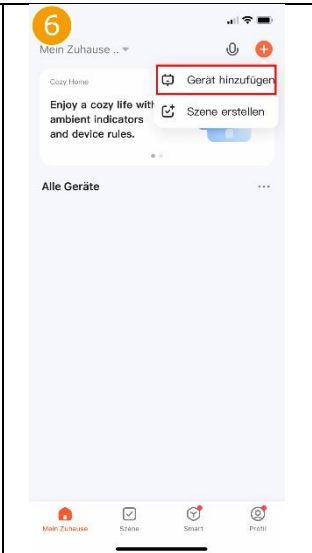 6
Mein Zuhause .. 
Cozy Home
Gerät hinzufügen
Enjoy a cozy life with
ambient indicators
and device rules.
Szene erstellen
Alle Geräte
...
Mein Zuhause
Szene
Smart
Profil